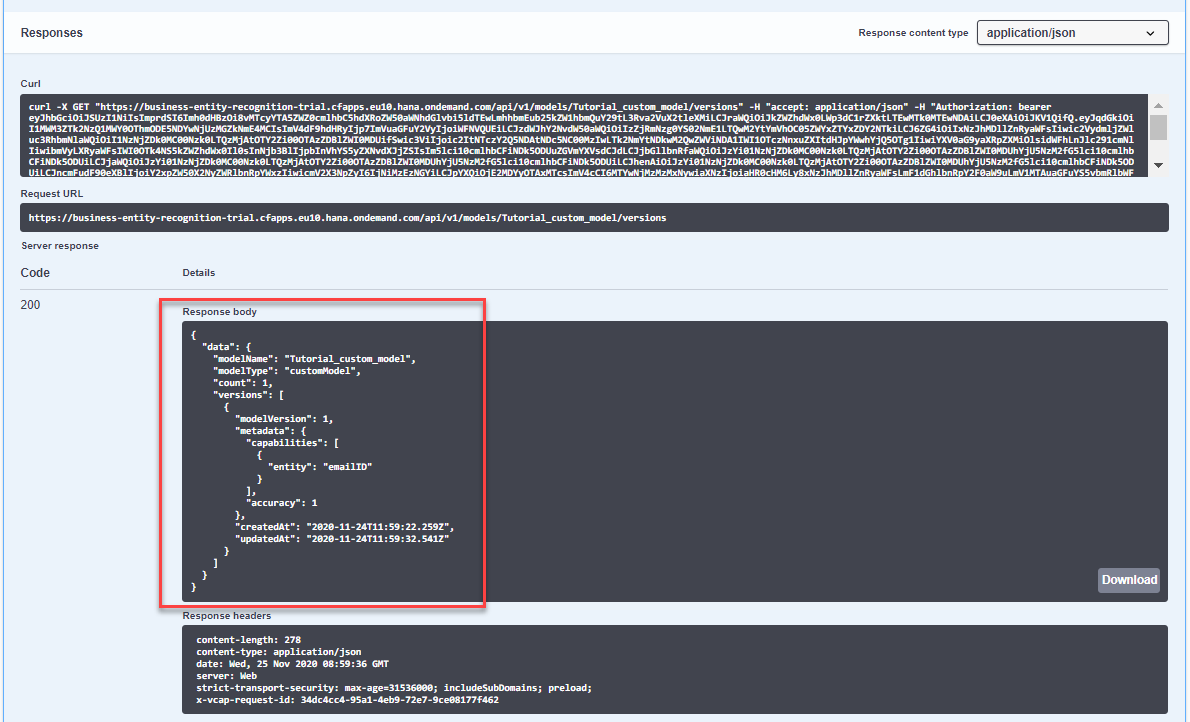 Responses
Response content type
application/json
Curl
curl -X GET "https://business-entity-recognition-trial.cfapps.eu10.hana.ondemand.com/api/v1/models/Tutorial_custom_model/versions" -H "accept: application/json" -H "Authorization: bearer
Request URL
https://business-entity-recognition-trial.cfapps.eu10.hana.ondemand.com/api/v1/models/Tutorial_custom_model/versions
Server response
Code
Details
200
Response body
{
"data": {
"modelName": "Tutorial_custom_model",
"modelType": "customModel",
"count": 1,
"versions": [
{
"modelVersion": 1,
"metadata": {
"capabilities": [
{
"entity": "emailID"
}
],
"accuracy": 1
},
"createdAt": "2020-11-24T11:59:22.259Z",
"updatedAt": "2020-11-24T11:59:32.541Z"
}
]
}
}
Download
Response headers
content-length: 278
content-type: application/json
date: Wed, 25 Nov 2020 08:59:36 GMT
server: Web
strict-transport-security: max-age=31536000; includeSubDomains; preload;
x-vcap-request-id: 34dc4cc4-95a1-4eb9-72e7-9ce08177f462